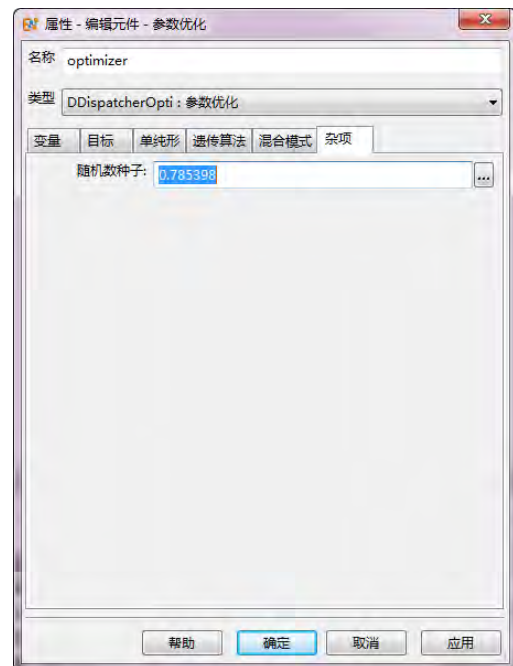 属性 - 编辑元件 - 参数优化
名称 optimizer
类型 DDispatcherOpti : 参数优化
变量 目标 单纯形 遗传算法 混合模式 杂项
随机数种子: 0.785398 ...
帮助 确定 取消 应用